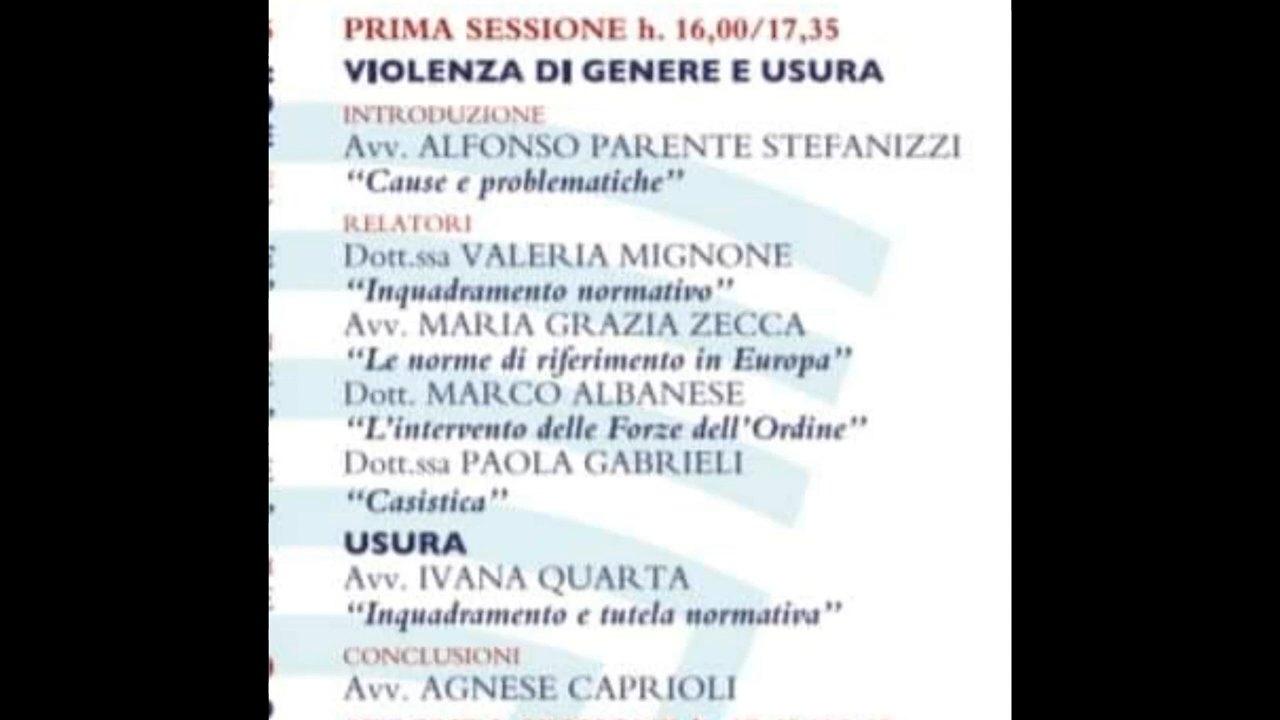 PRIMA SESSIONE h. 16,00/17,35
VIOLENZA DI GENERE E USURA
INTRODUZIONE
Avv. ALFONSO PARENTE STEFANIZZI
“Cause e problematiche”
RELATORI
Dott.ssa VALERIA MIGNONE
“Inquadramento normativo”
Avv. MARIA GRAZIA ZECCA
“Le norme di riferimento in Europa”
Dott. MARCO ALBANESE
“L'intervento delle Forze dell'Ordine”
Dott.ssa PAOLA GABRIELI
“Casistica”
USURA
Avv. IVANA QUARTA
“Inquadramento e tutela normativa”
CONCLUSIONI
Avv. AGNESE CAPRIOLI